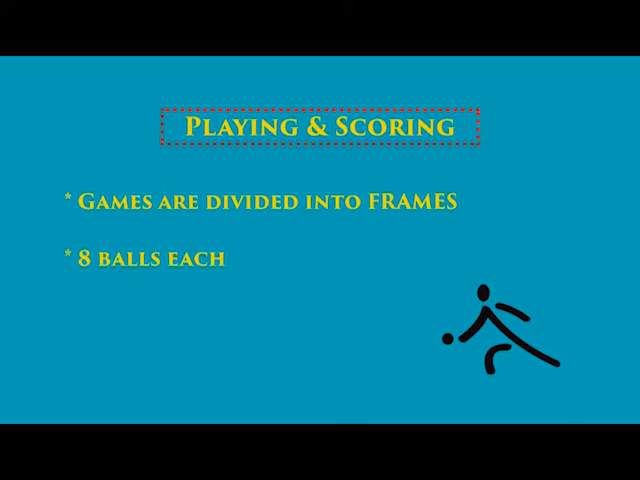 Playing & Scoring
* Games are divided into FRAMES
* 8 balls each